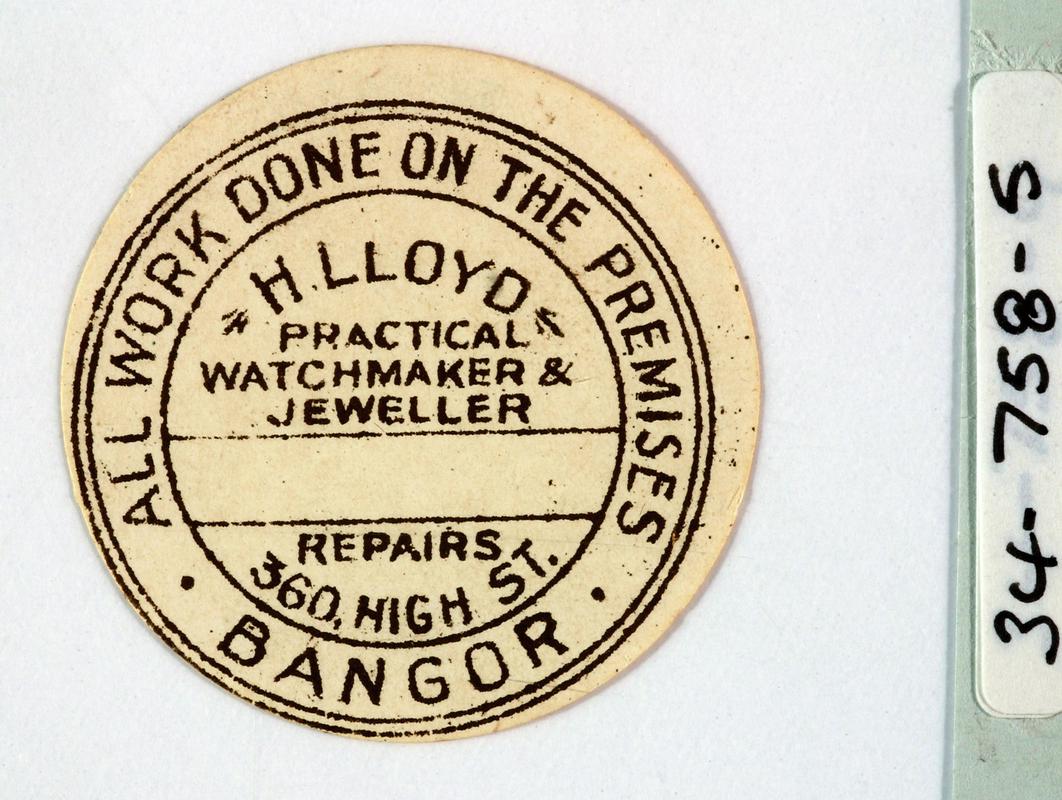 ALL WORK DONE ON THE PREMISES
H. LLOYD
PRACTICAL
WATCHMAKER &
JEWELLER
REPAIRS
360, HIGH ST.
• BANGOR •
34-758-5